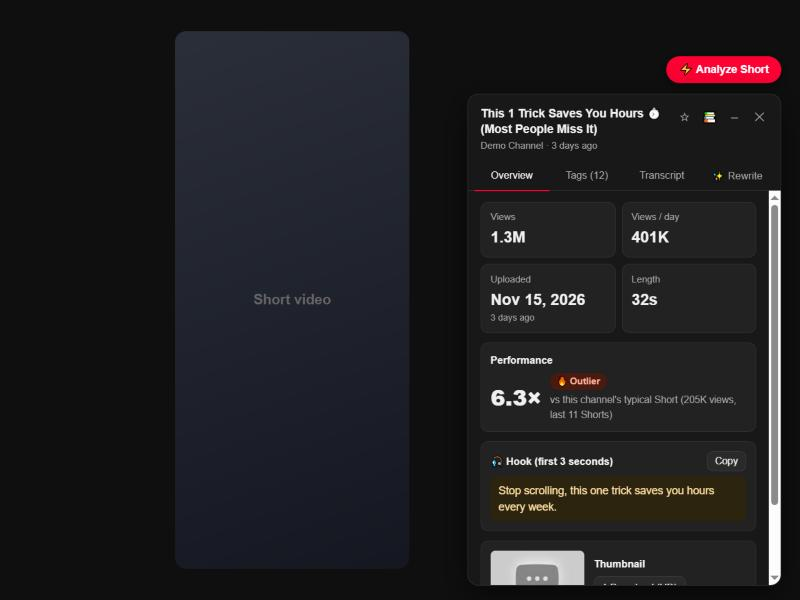 Short video
⚡ Analyze Short
This 1 Trick Saves You Hours ⏱
(Most People Miss It)
Demo Channel · 3 days ago
Overview
Tags (12)
Transcript
✨ Rewrite
Views
1.3M
Views / day
401K
Uploaded
Nov 15, 2026
3 days ago
Length
32s
Performance
6.3×
🔥 Outlier
vs this channel's typical Short (205K views,
last 11 Shorts)
🎣 Hook (first 3 seconds)
Copy
Stop scrolling, this one trick saves you hours
every week.
Thumbnail